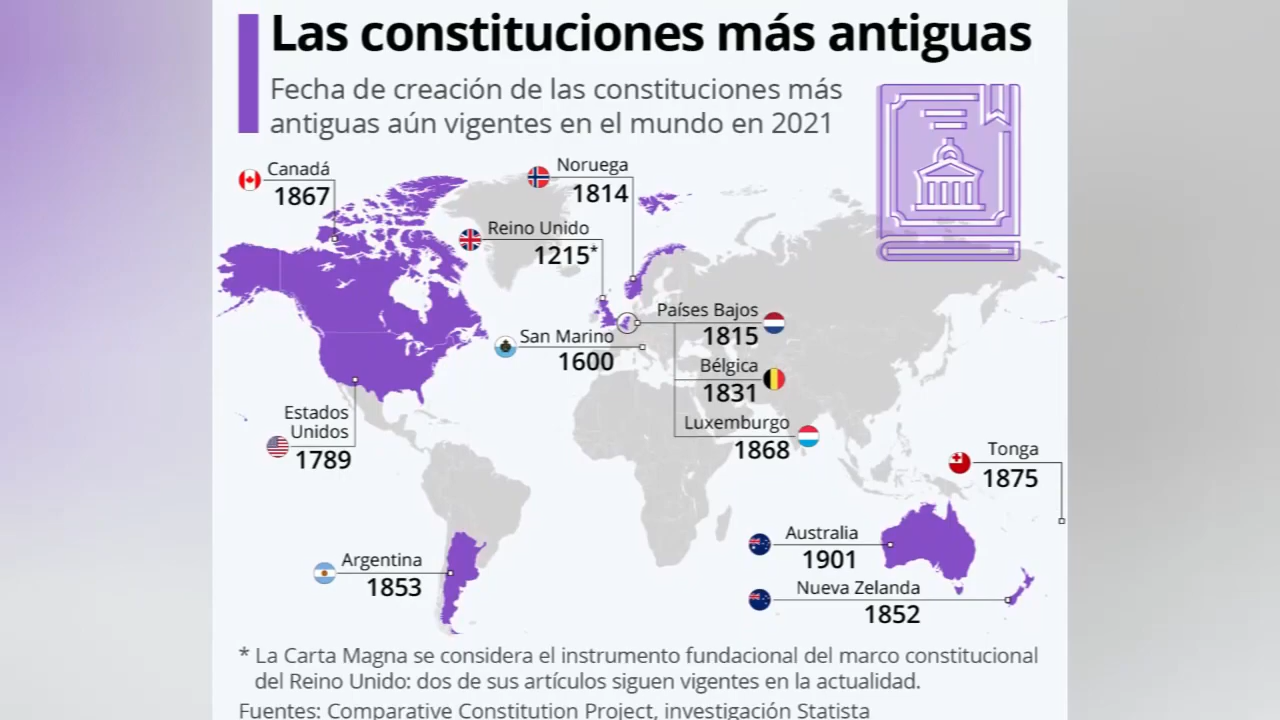 Las constituciones más antiguas
Fecha de creación de las constituciones más
antiguas aún vigentes en el mundo en 2021
Canadá
1867
Noruega
1814
Reino Unido
1215*
Países Bajos
1815
San Marino
1600
Bélgica
1831
Luxemburgo
1868
Estados
Unidos
1789
Tonga
1875
Australia
1901
Argentina
1853
Nueva Zelanda
1852
* La Carta Magna se considera el instrumento fundacional del marco constitucional
del Reino Unido: dos de sus artículos siguen vigentes en la actualidad.
Fuentes: Comparative Constitution Project, investigación Statista